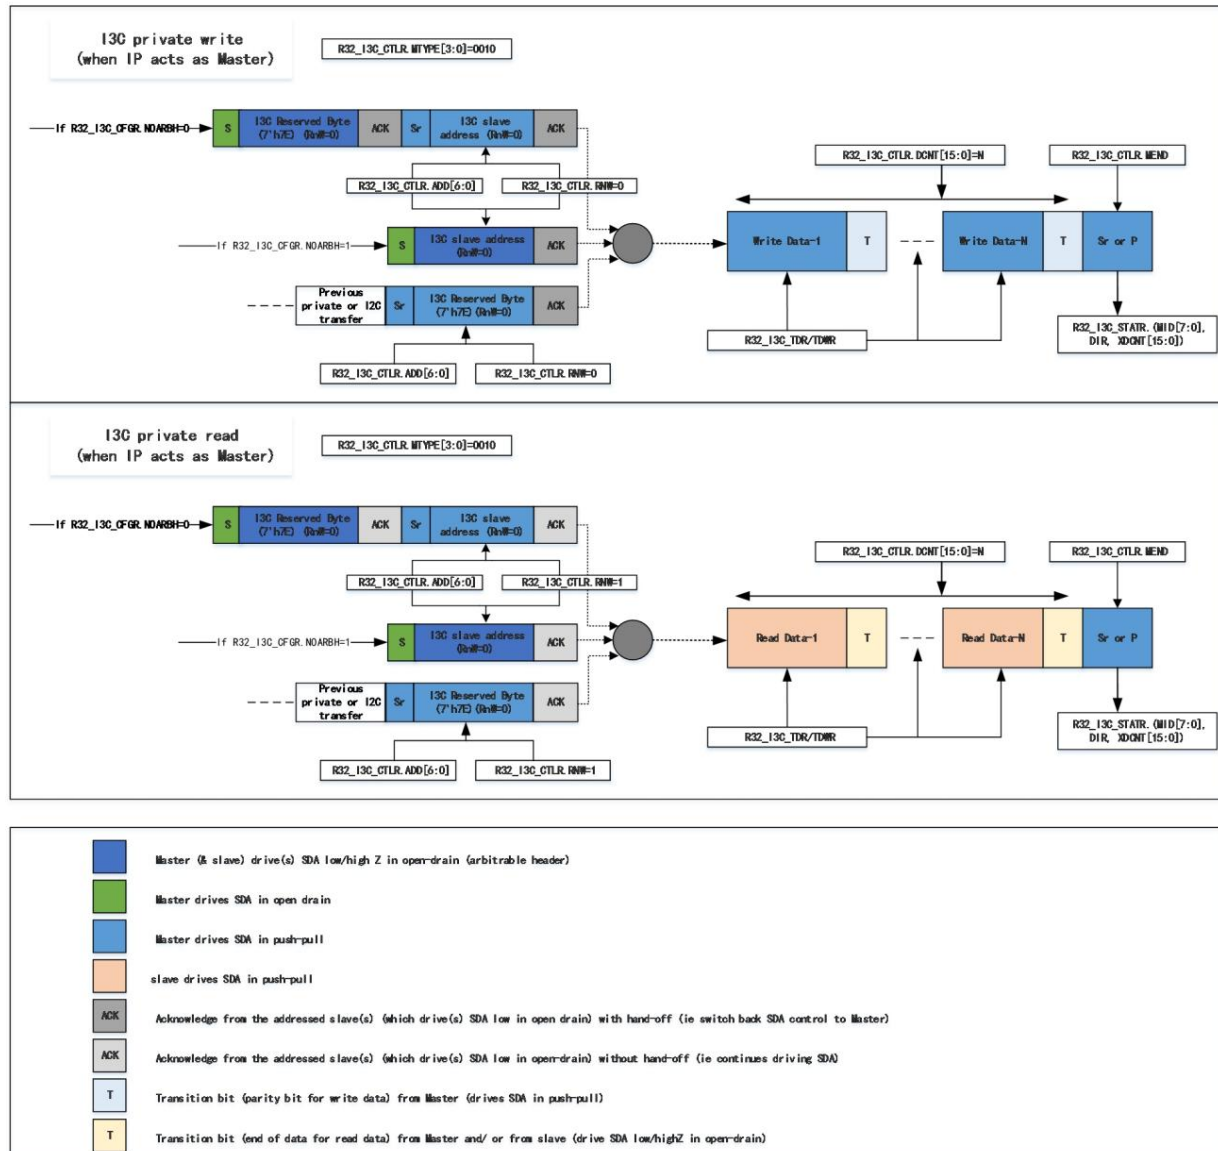 I3C private write
(when IP acts as Master)
R32_I3C_CTLR.MTYPE[3:0]=0010
If R32_I3C_CFGR.NOARBH=0
S
I3C Reserved Byte
(7'h7E) (RnW=0)
ACK
Sr
I3C slave
address (RnW=0)
ACK
R32_I3C_CTLR.DCNT[15:0]=N
R32_I3C_CTLR.MEND
R32_I3C_CTLR.ADD[6:0]
R32_I3C_CTLR.RNW=0
If R32_I3C_CFGR.NOARBH=1
S
I3C slave address
(RnW=0)
ACK
Write Data-1
T
Write Data-N
T
Sr or P
Previous
private or I2C
transfer
Sr
I3C Reserved Byte
(7'h7E) (RnW=0)
ACK
R32_I3C_TDR/TDWR
R32_I3C_STATR.(MID[7:0],
DIR, XDCNT[15:0])
R32_I3C_CTLR.ADD[6:0]
R32_I3C_CTLR.RNW=0
I3C private read
(when IP acts as Master)
R32_I3C_CTLR.MTYPE[3:0]=0010
If R32_I3C_CFGR.NOARBH=0
S
I3C Reserved Byte
(7'h7E) (RnW=0)
ACK
Sr
I3C slave
address (RnW=0)
ACK
R32_I3C_CTLR.DCNT[15:0]=N
R32_I3C_CTLR.MEND
R32_I3C_CTLR.ADD[6:0]
R32_I3C_CTLR.RNW=1
If R32_I3C_CFGR.NOARBH=1
S
I3C slave address
(RnW=0)
ACK
Read Data-1
T
Read Data-N
T
Sr or P
Previous
private or I2C
transfer
Sr
I3C Reserved Byte
(7'h7E) (RnW=0)
ACK
R32_I3C_TDR/TDWR
R32_I3C_STATR.(MID[7:0],
DIR, XDCNT[15:0])
R32_I3C_CTLR.ADD[6:0]
R32_I3C_CTLR.RNW=1
Master (& slave) drive(s) SDA low/high Z in open-drain (arbitrable header)
Master drives SDA in open drain
Master drives SDA in push-pull
slave drives SDA in push-pull
ACK
Acknowledge from the addressed slave(s) (which drive(s) SDA low in open drain) with hand-off (ie switch back SDA control to Master)
ACK
Acknowledge from the addressed slave(s) (which drive(s) SDA low in open-drain) without hand-off (ie continues driving SDA)
T
Transition bit (parity bit for write data) from Master (drives SDA in push-pull)
T
Transition bit (end of data for read data) from Master and/ or from slave (drive SDA low/highZ in open-drain)